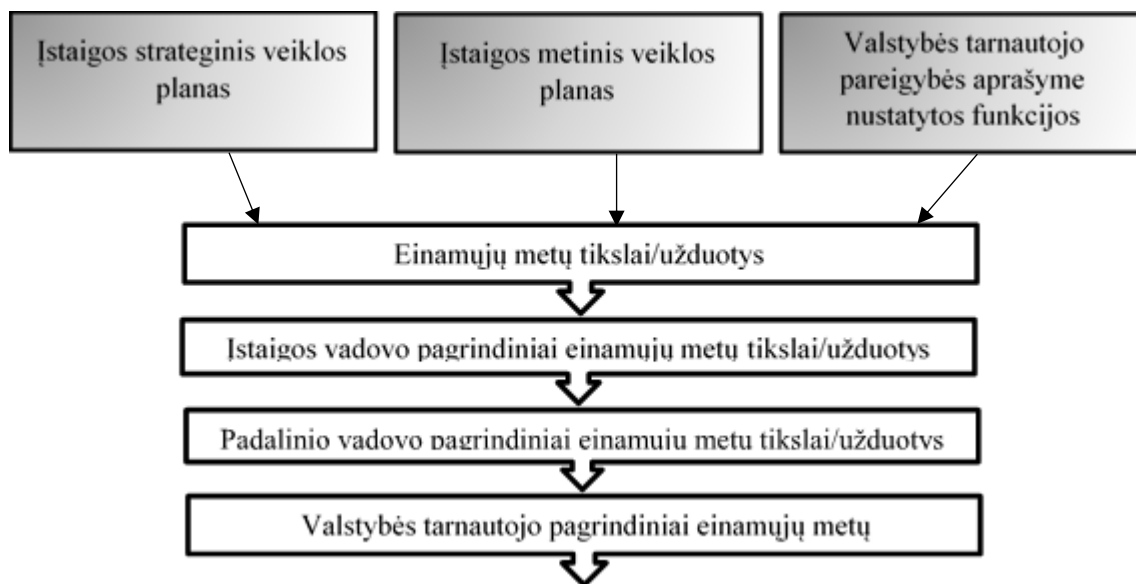 Įstaigos strateginis veiklos
planas
Įstaigos metinis veiklos
planas
Valstybės tarnautojo
pareigybės aprašyme
nustatytos funkcijos
Einamųjų metų tikslai/užduotys
Įstaigos vadovo pagrindiniai einamųjų metų tikslai/užduotys
Padalinio vadovo pagrindiniai einamųjų metų tikslai/užduotys
Valstybės tarnautojo pagrindiniai einamųjų metų